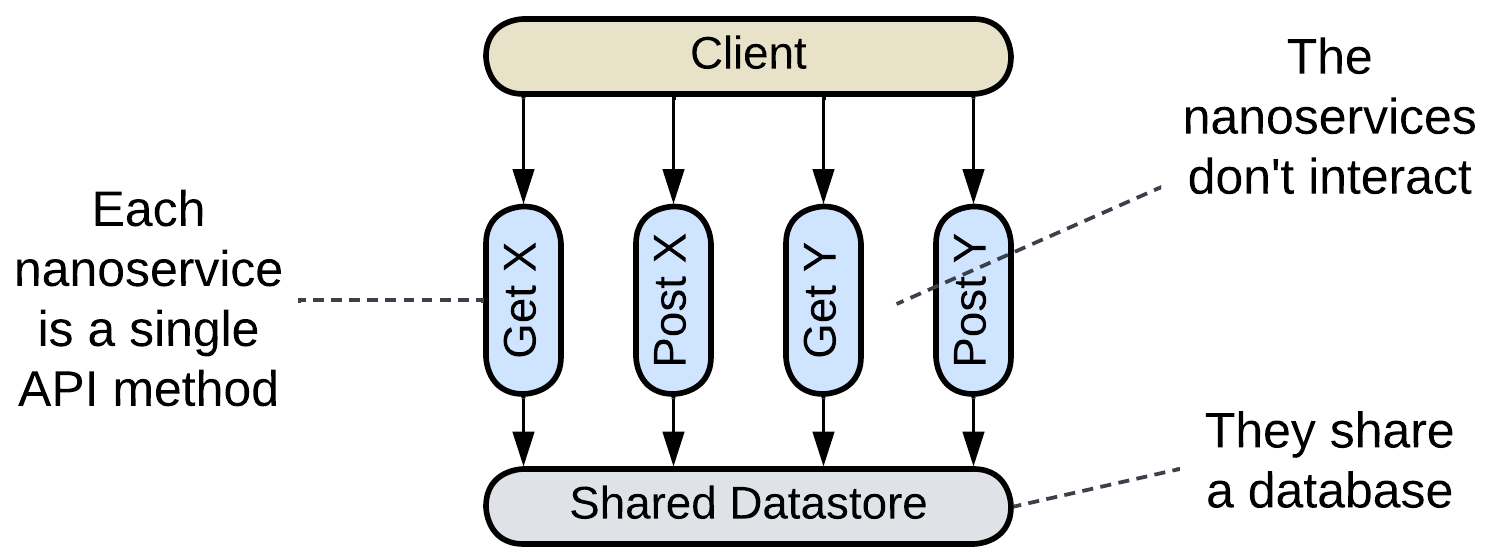 Client
The
nanoservices
don't interact
Each
nanoservice
is a single
API method
Get X
Post X
Get Y
Post Y
They share
a database
Shared Datastore